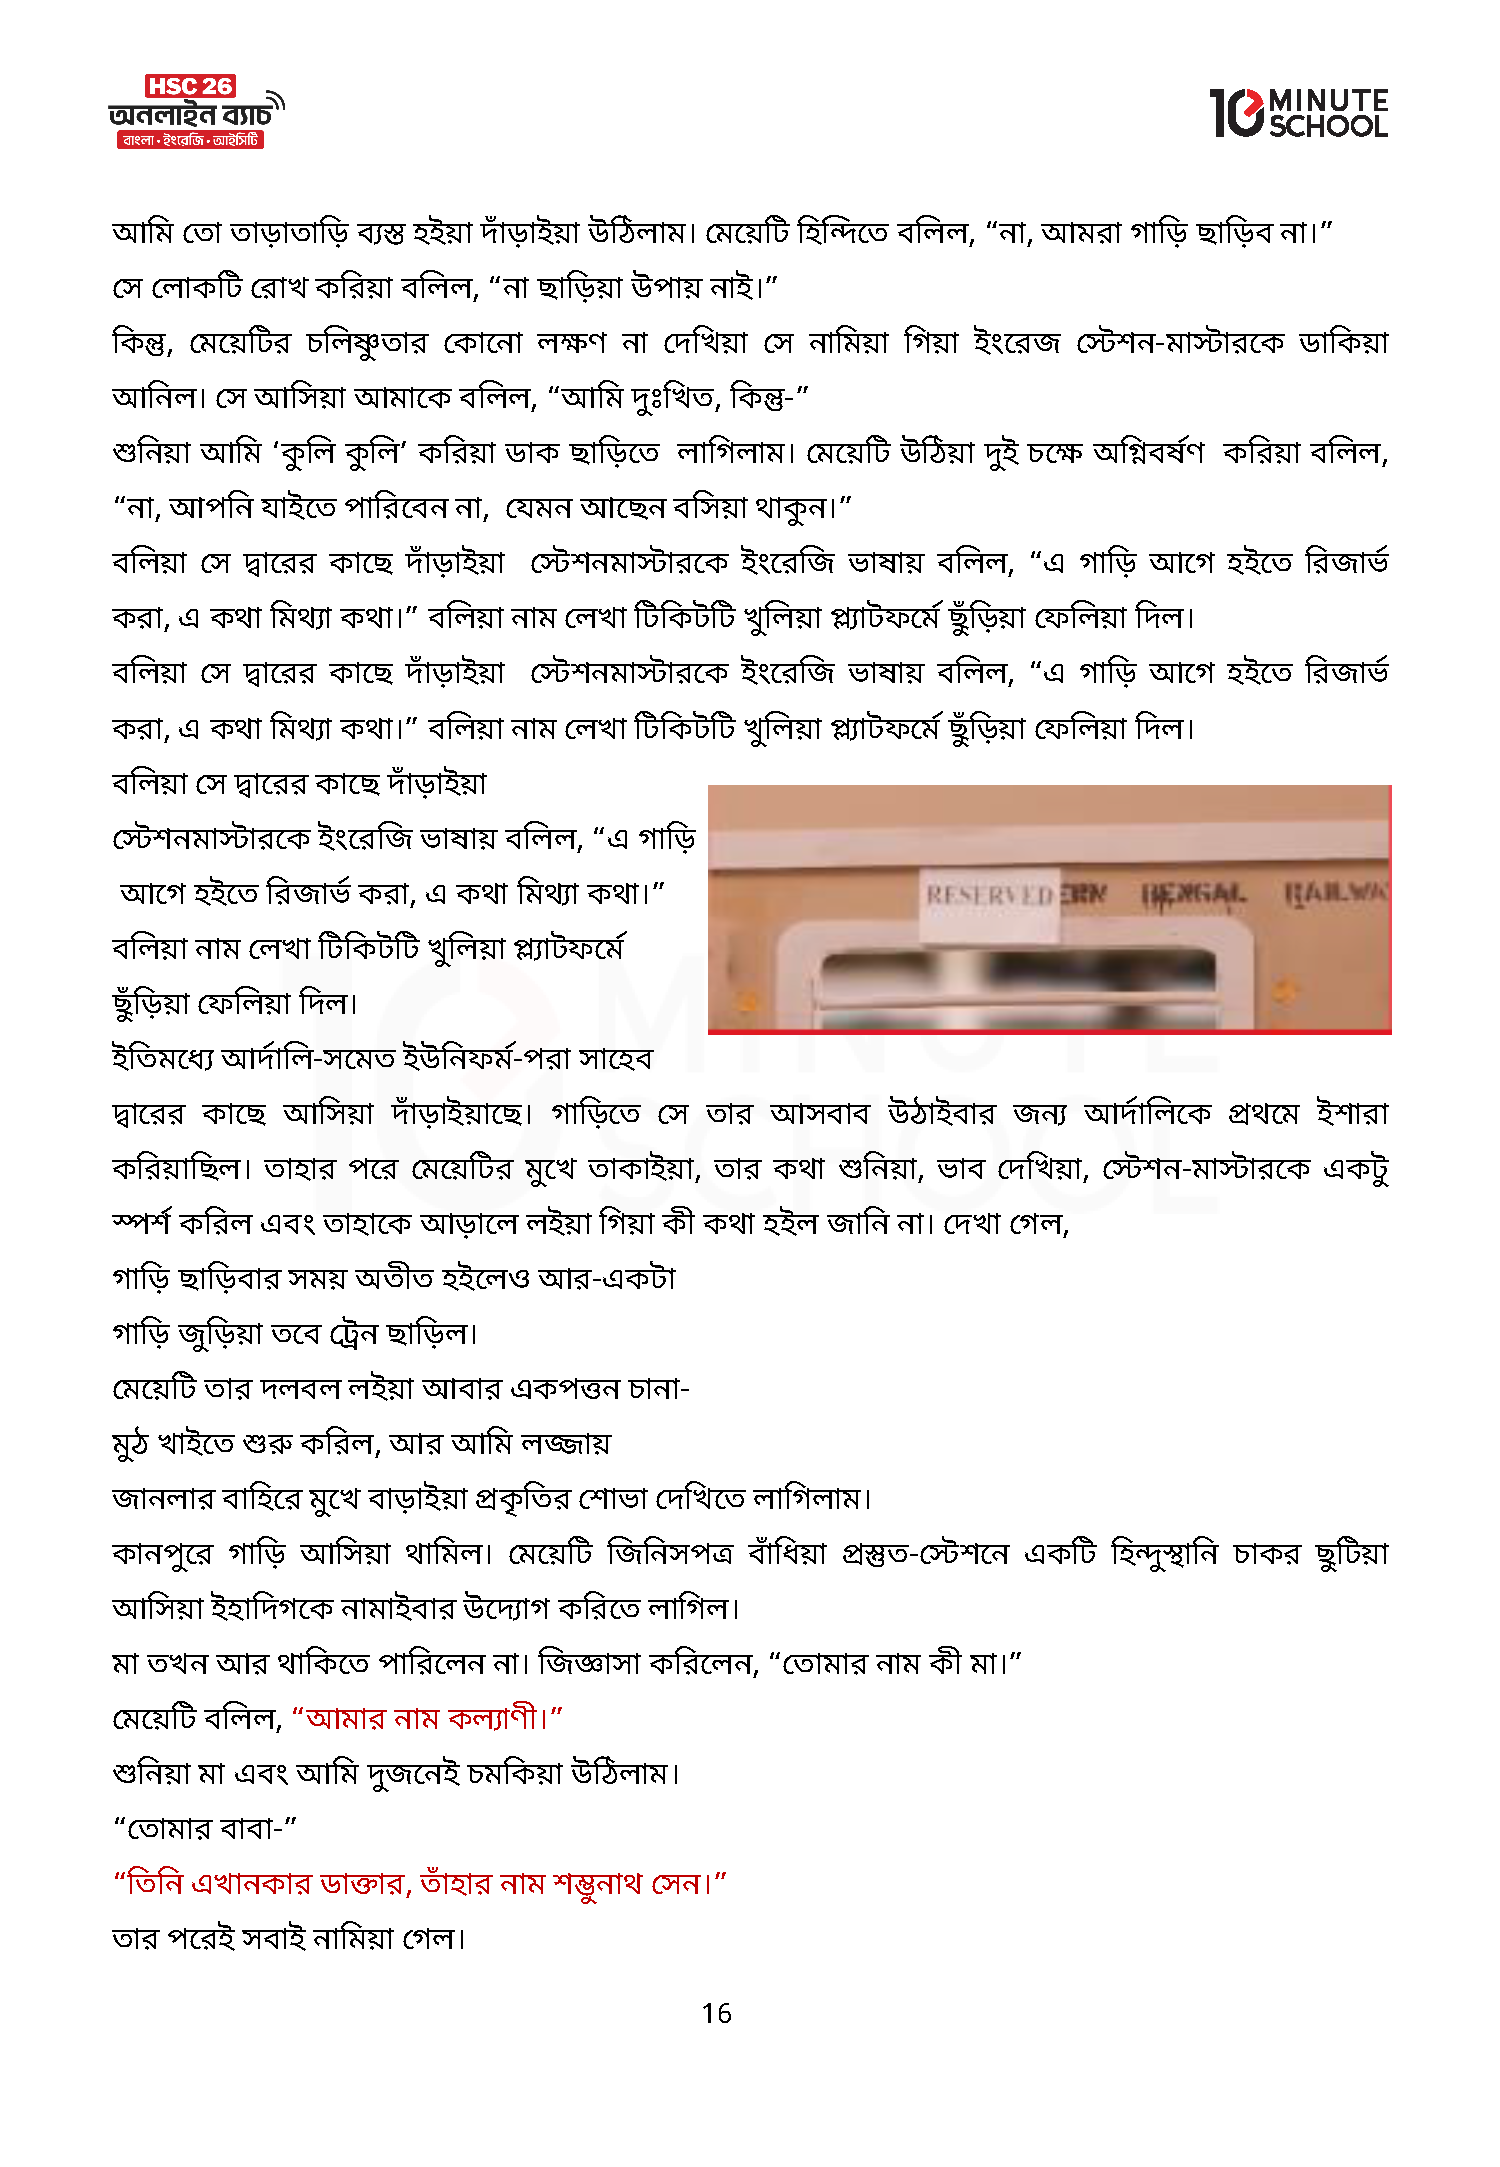 HSC 26
অনলাইন ব্যাচ
বাংলা • ইংরেজি • আইসিটি
10 MINUTE SCHOOL
আমি তো তাড়াতাড়ি ব্যস্ত হইয়া দাঁড়াইয়া উঠিলাম। মেয়েটি হিন্দিতে বলিল, “না, আমরা গাড়ি ছাড়িব না।”
সে লোকটি রোখ করিয়া বলিল, “না ছাড়িয়া উপায় নাই।”
কিন্তু, মেয়েটির চলিষ্ণুতার কোনো লক্ষণ না দেখিয়া সে নামিয়া গিয়া ইংরেজ স্টেশন-মাস্টারকে ডাকিয়া
আনিল। সে আসিয়া আমাকে বলিল, “আমি দুঃখিত, কিন্তু-”
শুনিয়া আমি ‘কুলি কুলি’ করিয়া ডাক ছাড়িতে লাগিলাম। মেয়েটি উঠিয়া দুই চক্ষে অগ্নিবর্ষণ করিয়া বলিল,
“না, আপনি যাইতে পারিবেন না, যেমন আছেন বসিয়া থাকুন।”
বলিয়া সে দ্বারের কাছে দাঁড়াইয়া স্টেশনমাস্টারকে ইংরেজি ভাষায় বলিল, “এ গাড়ি আগে হইতে রিজার্ভ
করা, এ কথা মিথ্যা কথা।” বলিয়া নাম লেখা টিকিটটি খুলিয়া প্ল্যাটফর্মে ছুঁড়িয়া ফেলিয়া দিল।
বলিয়া সে দ্বারের কাছে দাঁড়াইয়া স্টেশনমাস্টারকে ইংরেজি ভাষায় বলিল, “এ গাড়ি আগে হইতে রিজার্ভ
করা, এ কথা মিথ্যা কথা।” বলিয়া নাম লেখা টিকিটটি খুলিয়া প্ল্যাটফর্মে ছুঁড়িয়া ফেলিয়া দিল।
বলিয়া সে দ্বারের কাছে দাঁড়াইয়া
স্টেশনমাস্টারকে ইংরেজি ভাষায় বলিল, “এ গাড়ি
আগে হইতে রিজার্ভ করা, এ কথা মিথ্যা কথা।”
বলিয়া নাম লেখা টিকিটটি খুলিয়া প্ল্যাটফর্মে
ছুঁড়িয়া ফেলিয়া দিল।
RESERVED BENGAL RAILWA
ইতিমধ্যে আর্দালি-সমেত ইউনিফর্ম-পরা সাহেব
দ্বারের কাছে আসিয়া দাঁড়াইয়াছে। গাড়িতে সে তার আসবাব উঠাইবার জন্য আর্দালিকে প্রথমে ইশারা
করিয়াছিল। তাহার পরে মেয়েটির মুখে তাকাইয়া, তার কথা শুনিয়া, ভাব দেখিয়া, স্টেশন-মাস্টারকে একটু
স্পর্শ করিল এবং তাহাকে আড়ালে লইয়া গিয়া কী কথা হইল জানি না। দেখা গেল,
গাড়ি ছাড়িবার সময় অতীত হইলেও আর-একটা
গাড়ি জুড়িয়া তবে ট্রেন ছাড়িল।
মেয়েটি তার দলবল লইয়া আবার একপত্তন চানা-
মুঠ খাইতে শুরু করিল, আর আমি লজ্জায়
জানলার বাহিরে মুখে বাড়াইয়া প্রকৃতির শোভা দেখিতে লাগিলাম।
কানপুরে গাড়ি আসিয়া থামিল। মেয়েটি জিনিসপত্র বাঁধিয়া প্রস্তুত-স্টেশনে একটি হিন্দুস্থানি চাকর ছুটিয়া
আসিয়া ইহাদিগকে নামাইবার উদ্যোগ করিতে লাগিল।
মা তখন আর থাকিতে পারিলেন না। জিজ্ঞাসা করিলেন, “তোমার নাম কী মা।”
মেয়েটি বলিল, “আমার নাম কল্যাণী।”
শুনিয়া মা এবং আমি দুজনেই চমকিয়া উঠিলাম।
“তোমার বাবা-”
“তিনি এখানকার ডাক্তার, তাঁহার নাম শম্ভুনাথ সেন।”
তার পরেই সবাই নামিয়া গেল।
16